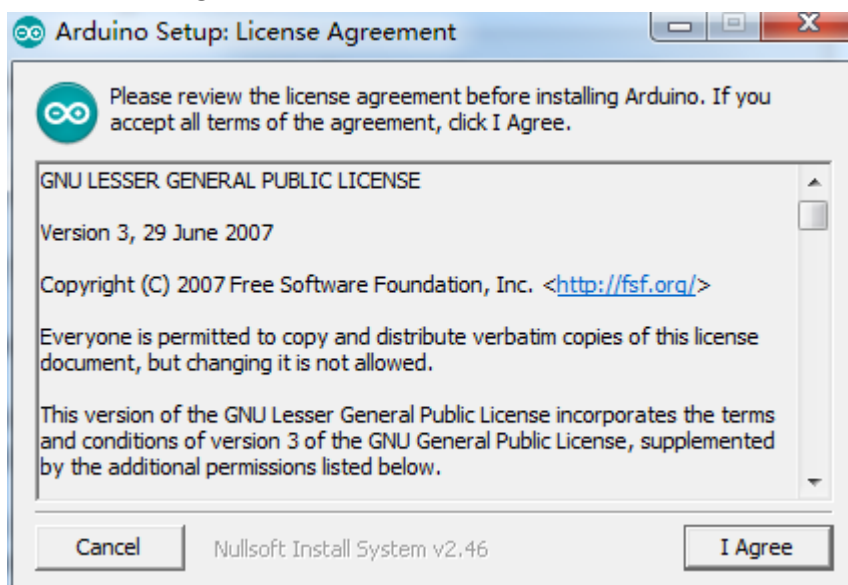 Arduino Setup: License Agreement
Please review the license agreement before installing Arduino. If you
accept all terms of the agreement, click I Agree.
GNU LESSER GENERAL PUBLIC LICENSE
Version 3, 29 June 2007
Copyright (C) 2007 Free Software Foundation, Inc. <http://fsf.org/>
Everyone is permitted to copy and distribute verbatim copies of this license
document, but changing it is not allowed.
This version of the GNU Lesser General Public License incorporates the terms
and conditions of version 3 of the GNU General Public License, supplemented
by the additional permissions listed below.
Cancel
Nullsoft Install System v2.46
I Agree